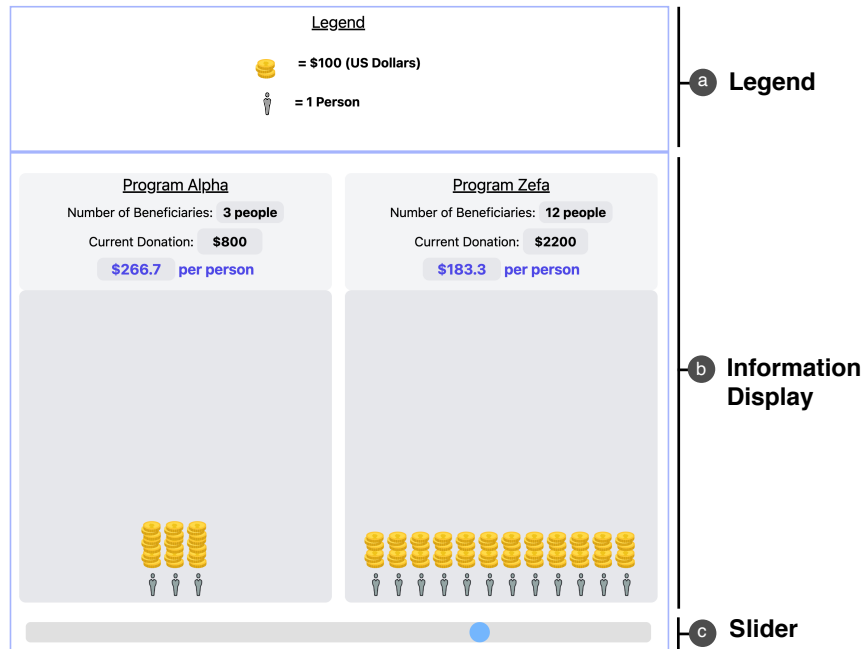 Legend
= $100 (US Dollars)
= 1 Person
a Legend
Program Alpha
Number of Beneficiaries: 3 people
Current Donation: $800
$266.7 per person
Program Zefa
Number of Beneficiaries: 12 people
Current Donation: $2200
$183.3 per person
b Information
Display
c Slider